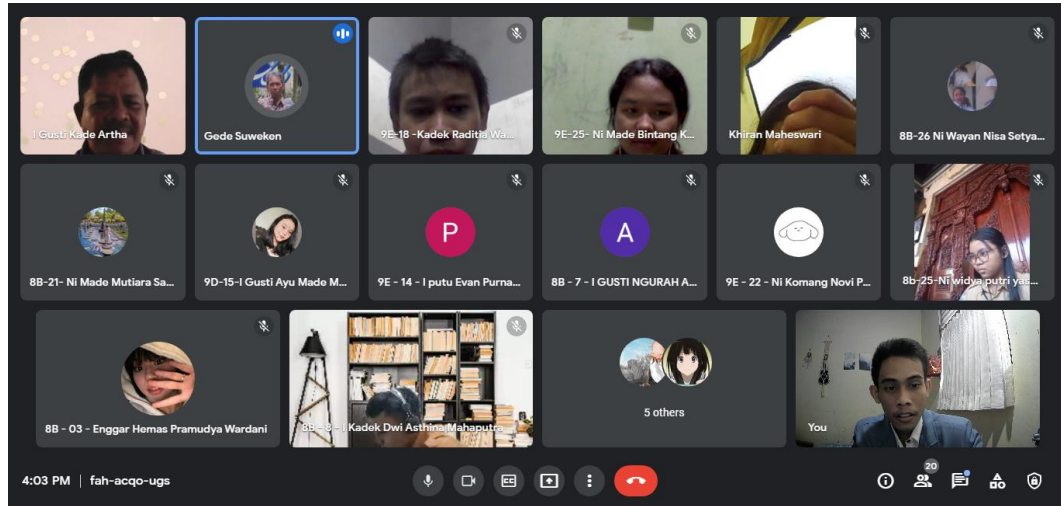 I Gusti Kade Artha
Gede Suweken
9E-18 -Kadek Raditia Wa...
9E-25- Ni Made Bintang K...
Khiran Maheswari
8B-26 Ni Wayan Nisa Setya...
8B-21- Ni Made Mutiara Sa...
9D-15-I Gusti Ayu Made M...
P
9E - 14 - I putu Evan Purna...
A
8B - 7 - I GUSTI NGURAH A...
9E - 22 - Ni Komang Novi P...
8b-25-Ni widya putri yas...
8B - 03 - Enggar Hemas Pramudya Wardani
8B - 8 - I Kadek Dwi Asthina Mahaputra
5 others
You
4:03 PM | fah-acqo-ugs
CC
20